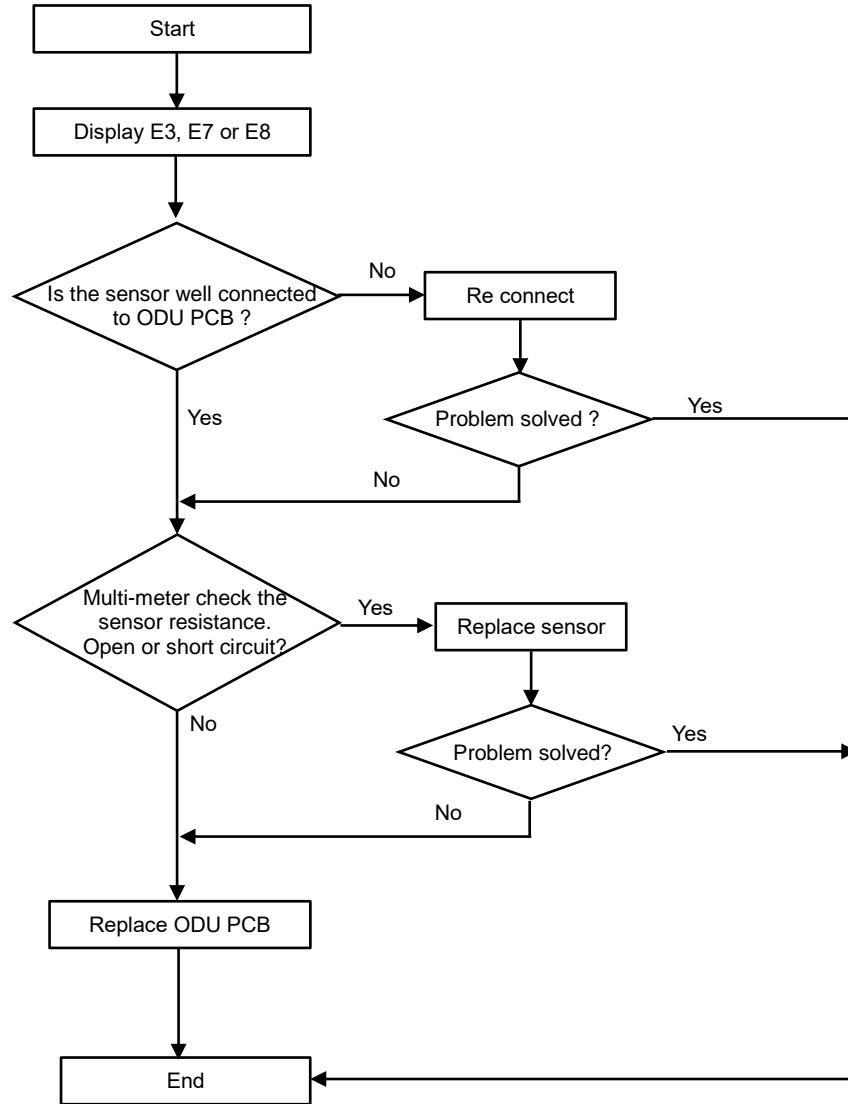 Start
Display E3, E7 or E8
Is the sensor well connected
to ODU PCB ?
No
Re connect
Yes
Problem solved ?
Yes
No
Multi-meter check the
sensor resistance.
Open or short circuit?
Yes
Replace sensor
No
Problem solved?
Yes
No
Replace ODU PCB
End